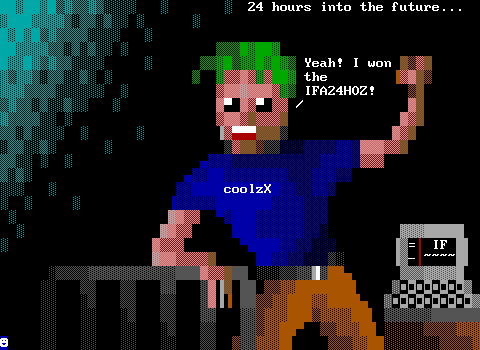 24 hours into the future...
Yeah! I won
the
IFA24HOZ!
coolzX
IF